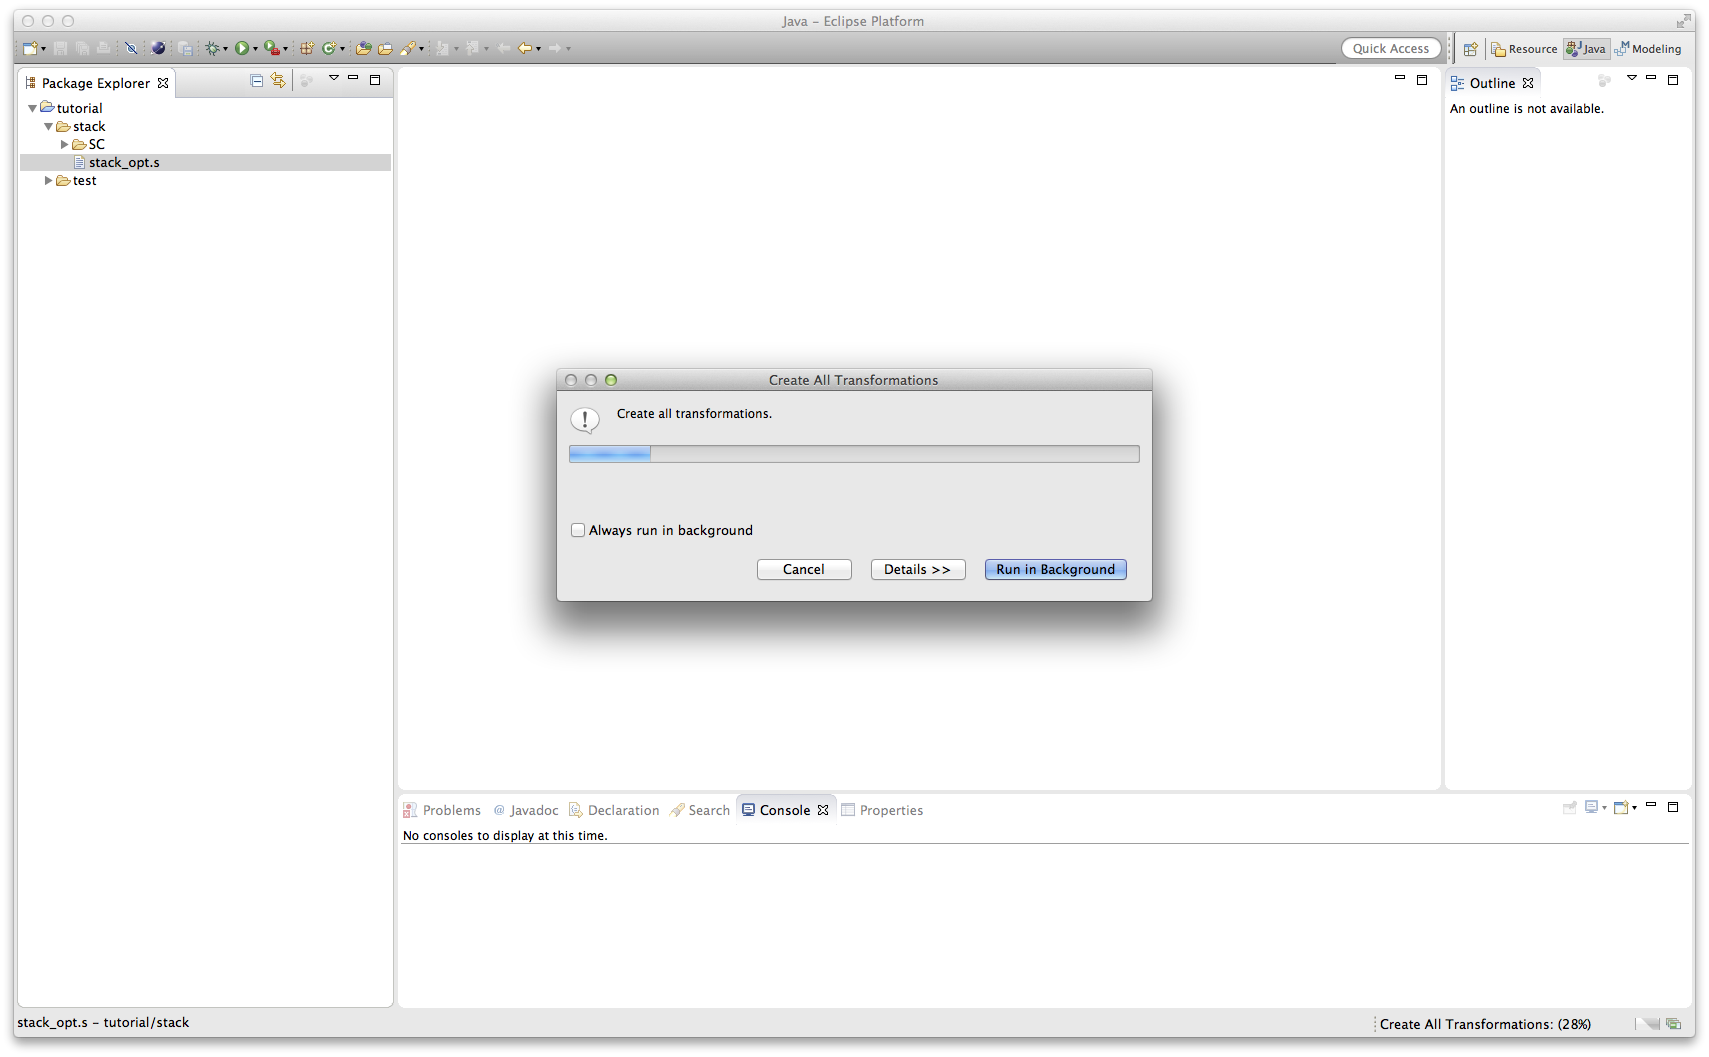 Java – Eclipse Platform
Quick Access
Resource
Java
Modeling
Package Explorer
tutorial
stack
SC
stack_opt.s
test
Outline
An outline is not available.
Create All Transformations
Create all transformations.
Always run in background
Cancel
Details >>
Run in Background
Problems
@ Javadoc
Declaration
Search
Console
Properties
No consoles to display at this time.
stack_opt.s – tutorial/stack
Create All Transformations: (28%)